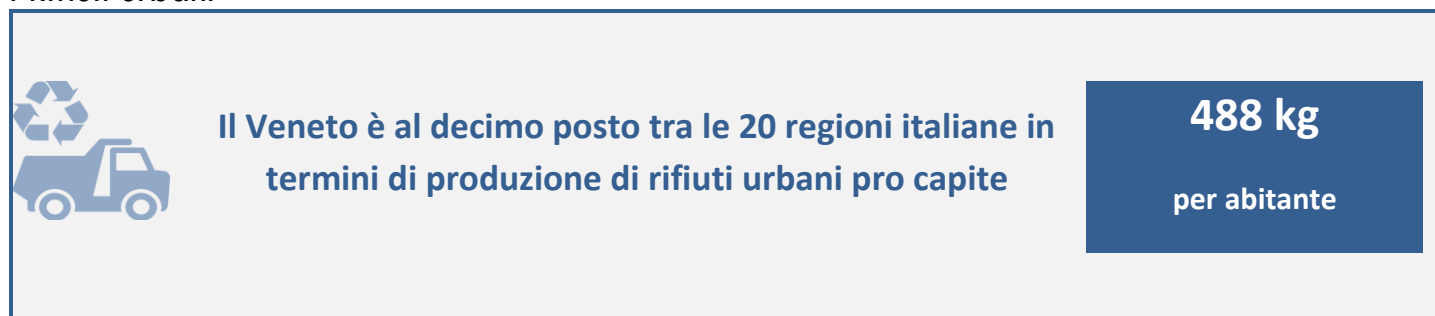 Il Veneto è al decimo posto tra le 20 regioni italiane in
termini di produzione di rifiuti urbani pro capite
488 kg
per abitante